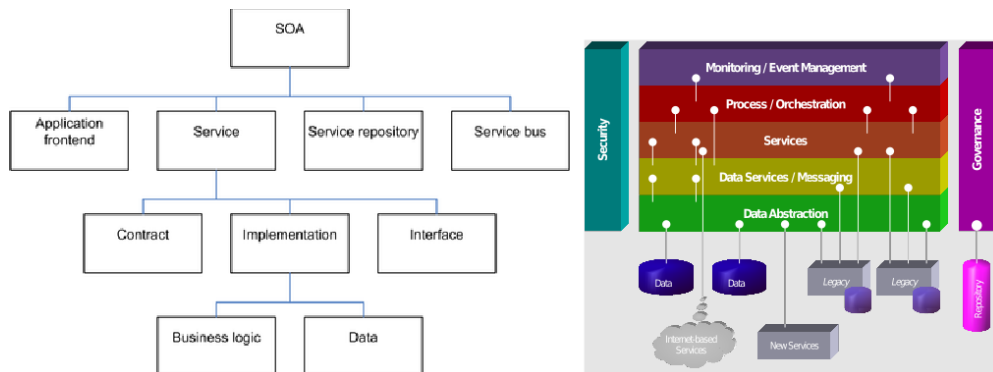 SOA
Application
frontend
Service
Service repository
Service bus
Contract
Implementation
Interface
Business logic
Data
Security
Monitoring / Event Management
Process / Orchestration
Services
Data Services / Messaging
Data Abstraction
Governance
Data
Data
Legacy
Legacy
Repository
Internet-based
Services
New Services